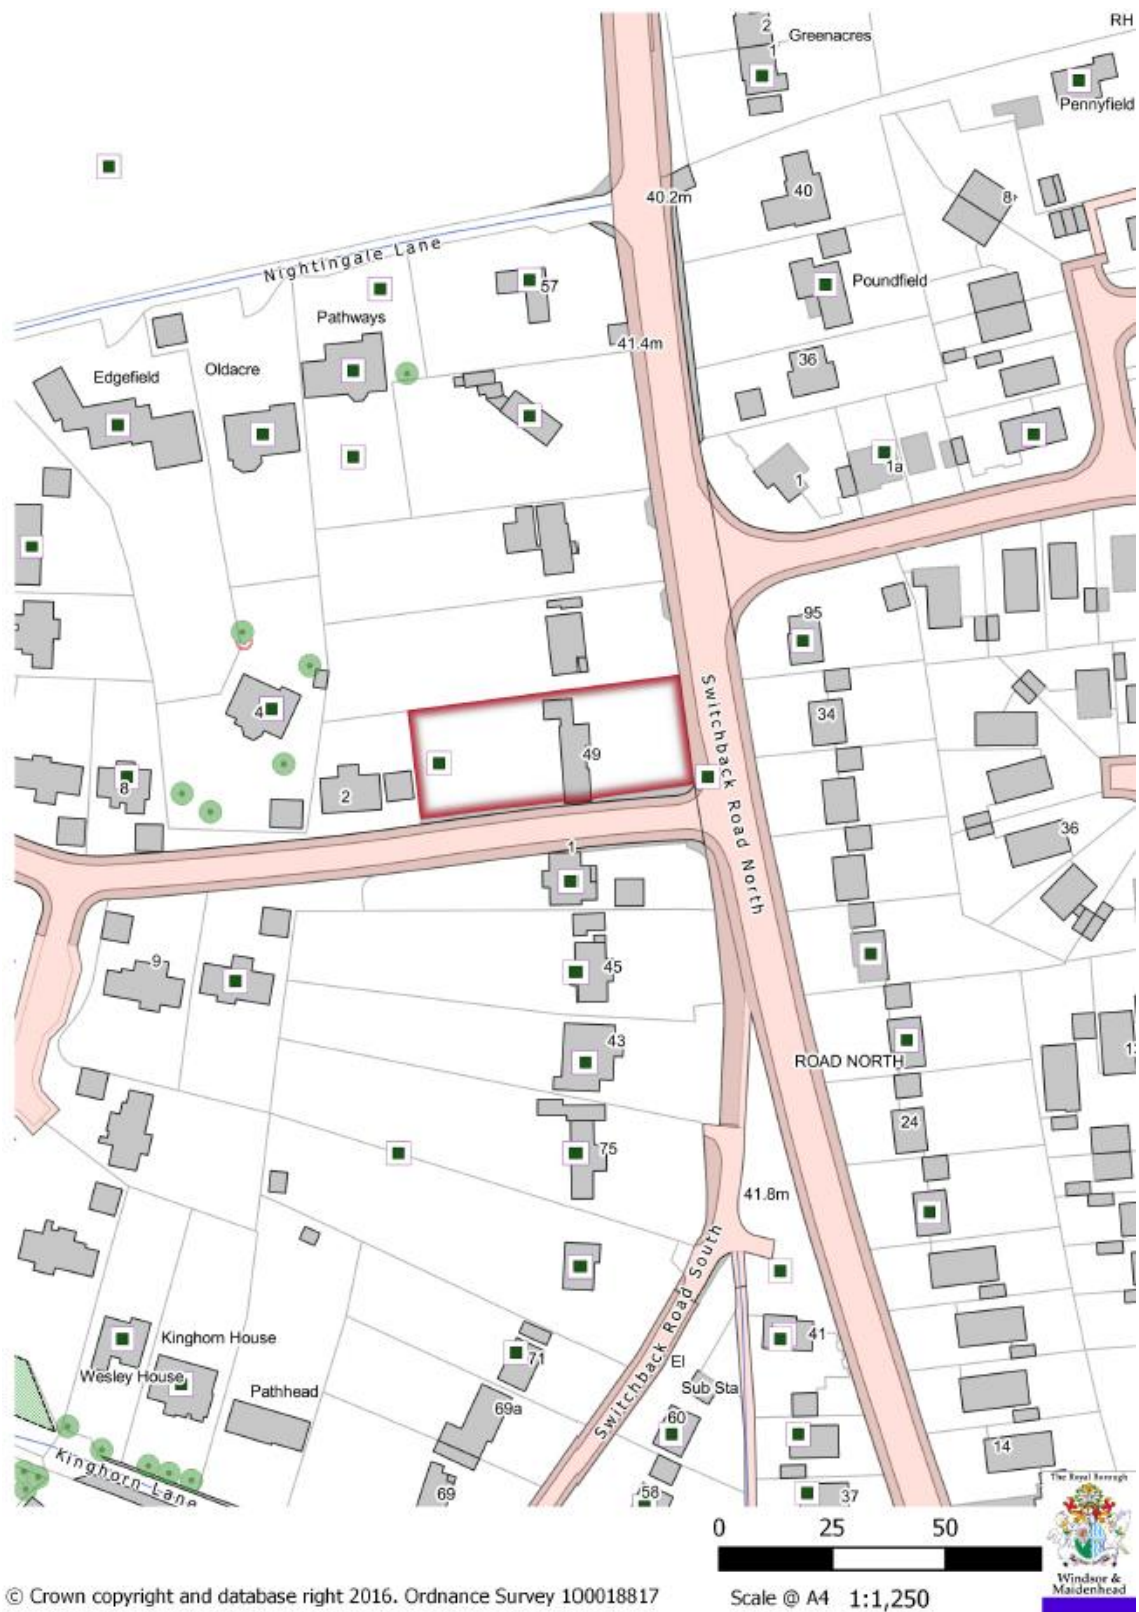 2
1
Greenacres
RH
Pennyfield
40
40.2m
Nightingale Lane
57
Poundfield
Pathways
41.4m
36
Edgefield
Oldacre
1
1a
95
Switchback Road North
34
4
49
8
2
36
1
9
45
43
ROAD NORTH
24
75
41.8m
Switchback Road South
41
Kinghorn House
71
El
Sub Sta
Wesley House
Pathhead
69a
60
14
Kinghorn Lane
69
58
37
The Royal Borough
0 25 50
Windsor &
Maidenhead
© Crown copyright and database right 2016. Ordnance Survey 100018817
Scale @ A4 1:1,250